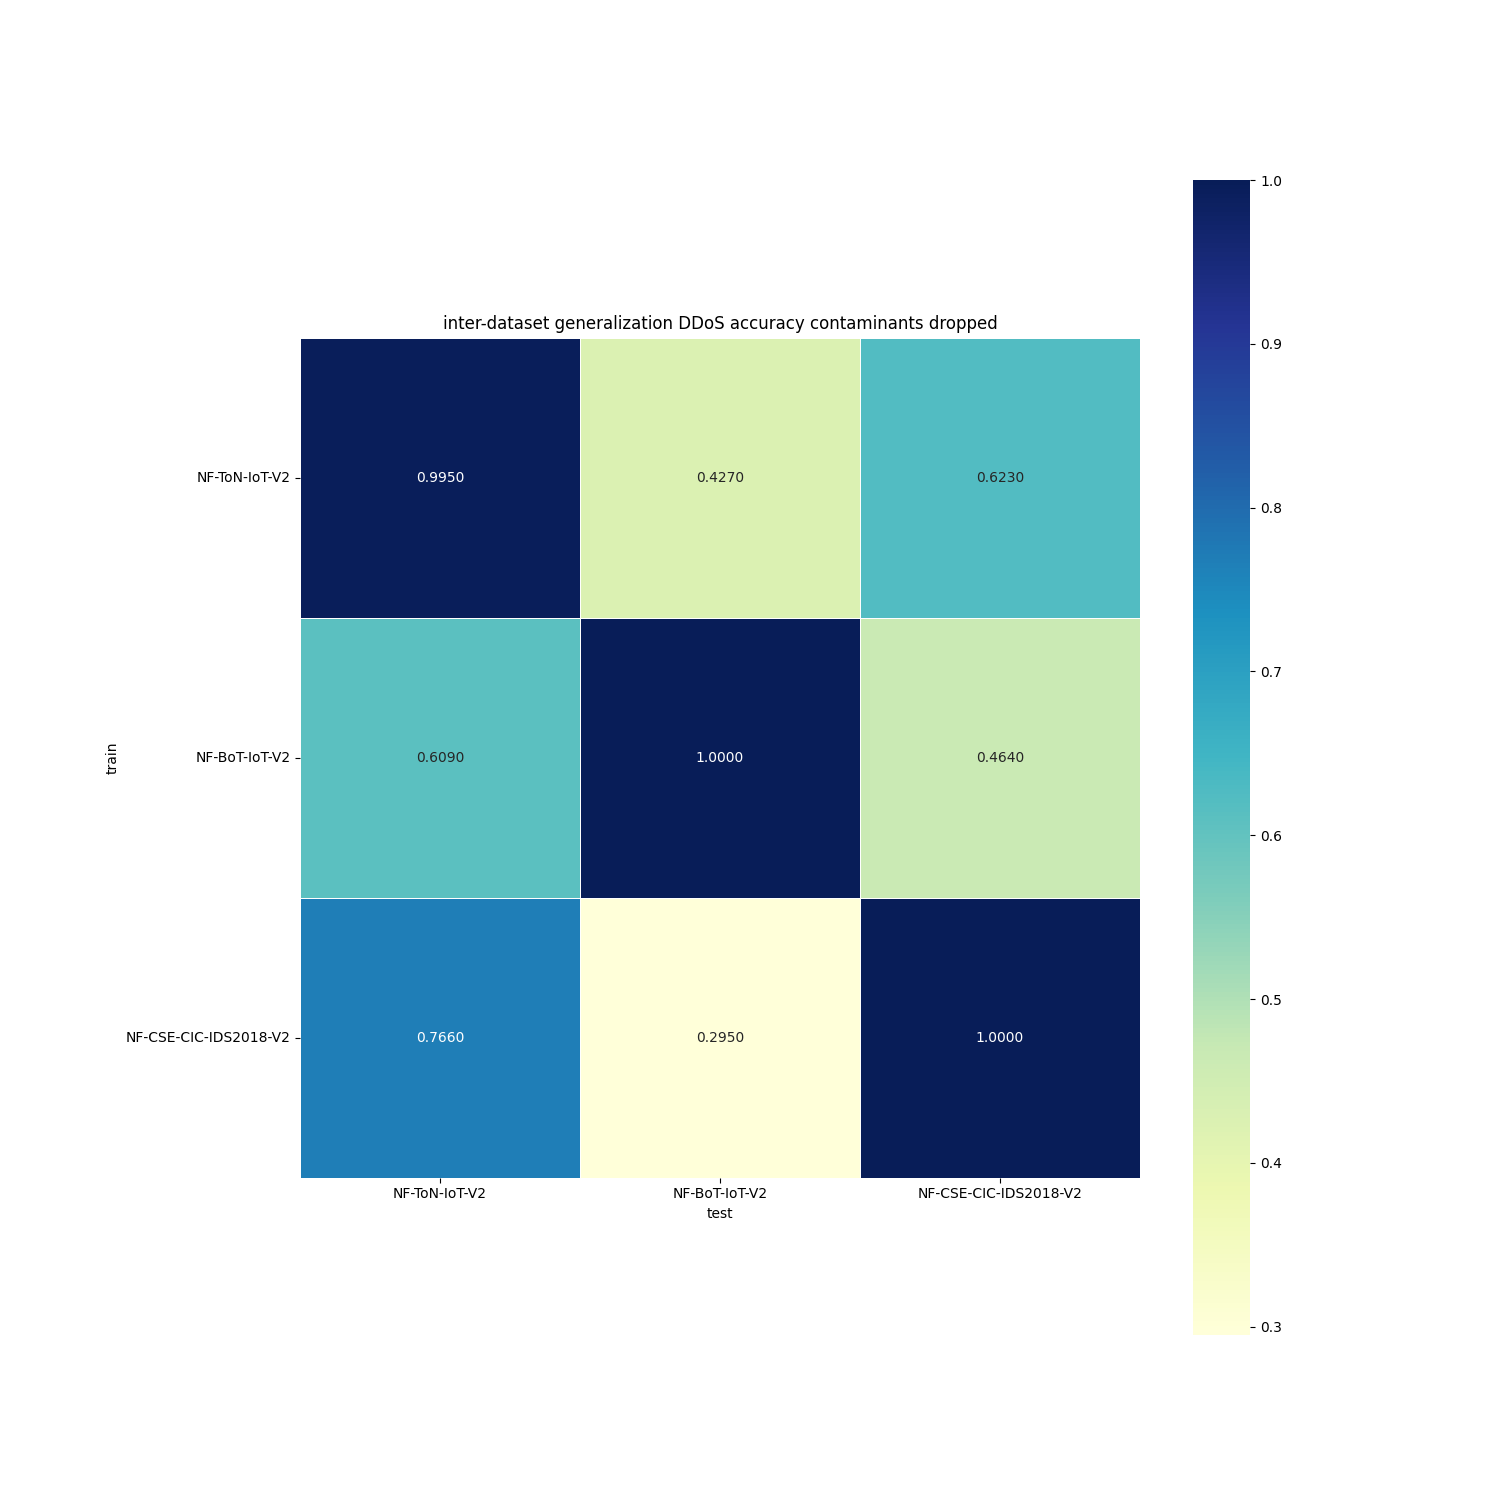 inter-dataset generalization DDoS accuracy contaminants dropped
train
NF-ToN-IoT-V2
0.9950
0.4270
0.6230
NF-BoT-IoT-V2
0.6090
1.0000
0.4640
NF-CSE-CIC-IDS2018-V2
0.7660
0.2950
1.0000
NF-ToN-IoT-V2
NF-BoT-IoT-V2
NF-CSE-CIC-IDS2018-V2
test
1.0
0.9
0.8
0.7
0.6
0.5
0.4
0.3